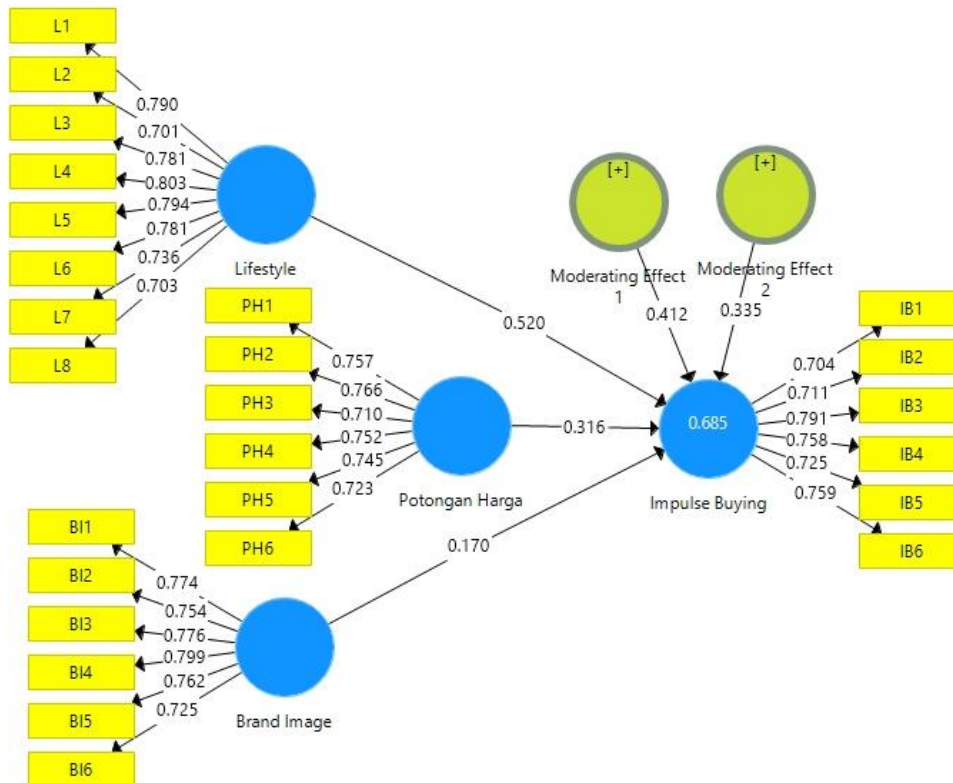 L1
L2
L3
L4
L5
L6
L7
L8
0.790
0.701
0.781
0.803
0.794
0.781
0.736
0.703
Lifestyle
PH1
PH2
PH3
PH4
PH5
PH6
0.757
0.766
0.710
0.752
0.745
0.723
Potongan Harga
BI1
BI2
BI3
BI4
BI5
BI6
0.774
0.754
0.776
0.799
0.762
0.725
Brand Image
[+]
Moderating Effect
1
[+]
Moderating Effect
2
0.412
0.335
0.520
0.316
0.170
0.685
Impulse Buying
0.704
0.711
0.791
0.758
0.725
0.759
IB1
IB2
IB3
IB4
IB5
IB6